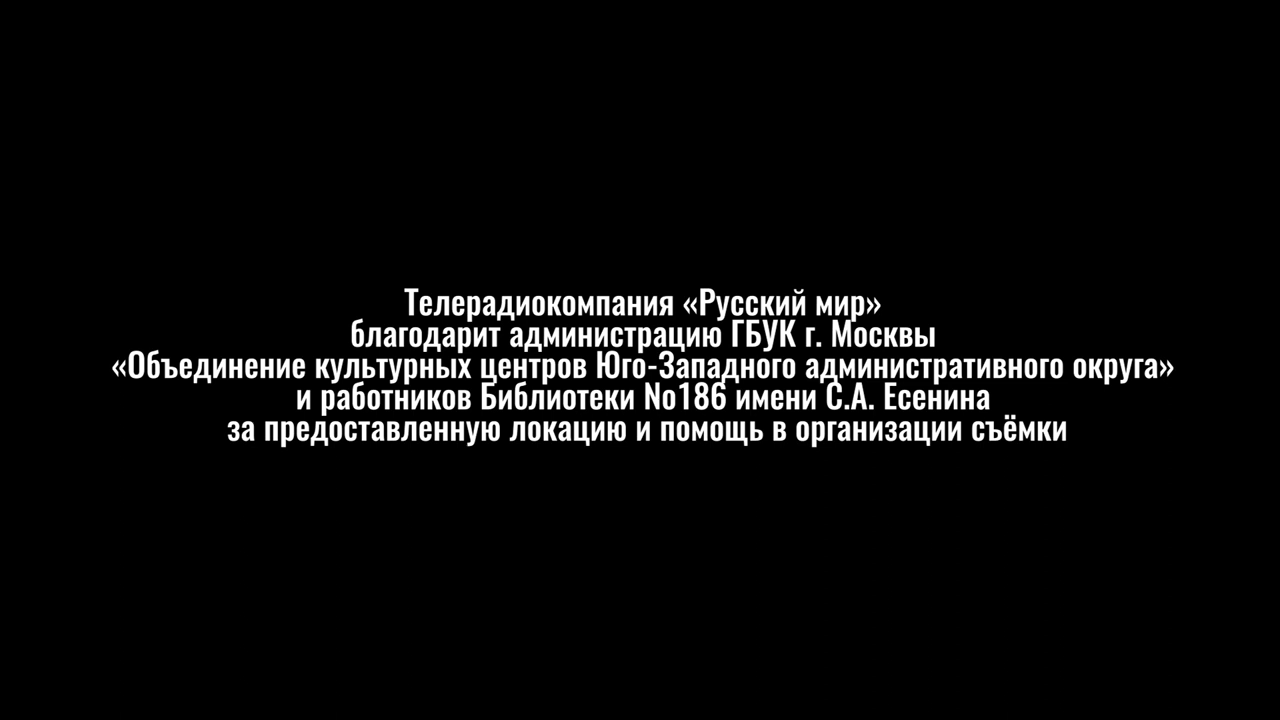 Телерадиокомпания «Русский мир»
благодарит администрацию ГБУК г. Москвы
«Объединение культурных центров Юго-Западного административного округа»
и работников Библиотеки No186 имени С.А. Есенина
за предоставленную локацию и помощь в организации съёмки